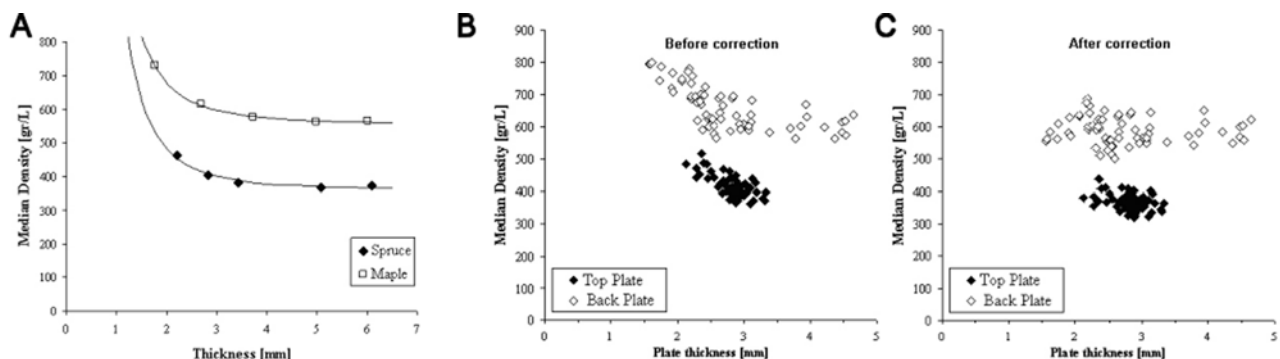 A
800
700
600
500
400
300
200
100
0
0 1 2 3 4 5 6 7
Median Density [gr/L]
Thickness [mm]
Spruce
Maple
B
Before correction
900
800
700
600
500
400
300
200
100
0
0 1 2 3 4 5
Median Density [gr/L]
Plate thickness [mm]
Top Plate
Back Plate
C
After correction
900
800
700
600
500
400
300
200
100
0
0 1 2 3 4 5
Median Density [gr/L]
Plate thickness [mm]
Top Plate
Back Plate